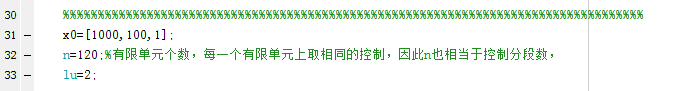 30 %%%%%%%%%%%%%%%%%%%%%%%%%%%%%%%%%%%%%%%%%%%%%%%%%%%%%%%%%%%%%%%%%%%%%%%%%%%%%%%%%%%%%
31 — x0=[1000,100,1];
32 — n=120;%有限单元个数，每一个有限单元上取相同的控制，因此n也相当于控制分段数，
33 — lu=2;